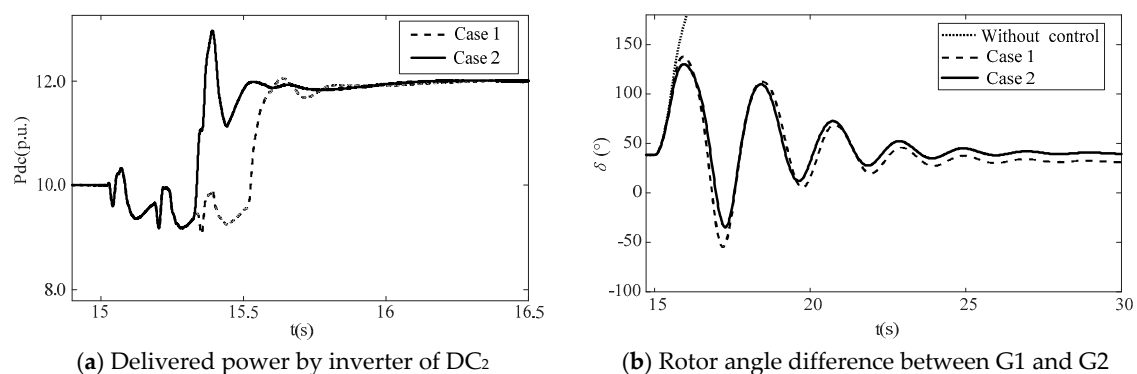 Case 1
Case 2
Pdc(p.u.)
12.0
10.0
8.0
15
15.5
16
16.5
t(s)
(a) Delivered power by inverter of DC₂
Without control
Case 1
Case 2
δ (°)
150
100
50
0
-50
-100
15
20
25
30
t(s)
(b) Rotor angle difference between G1 and G2